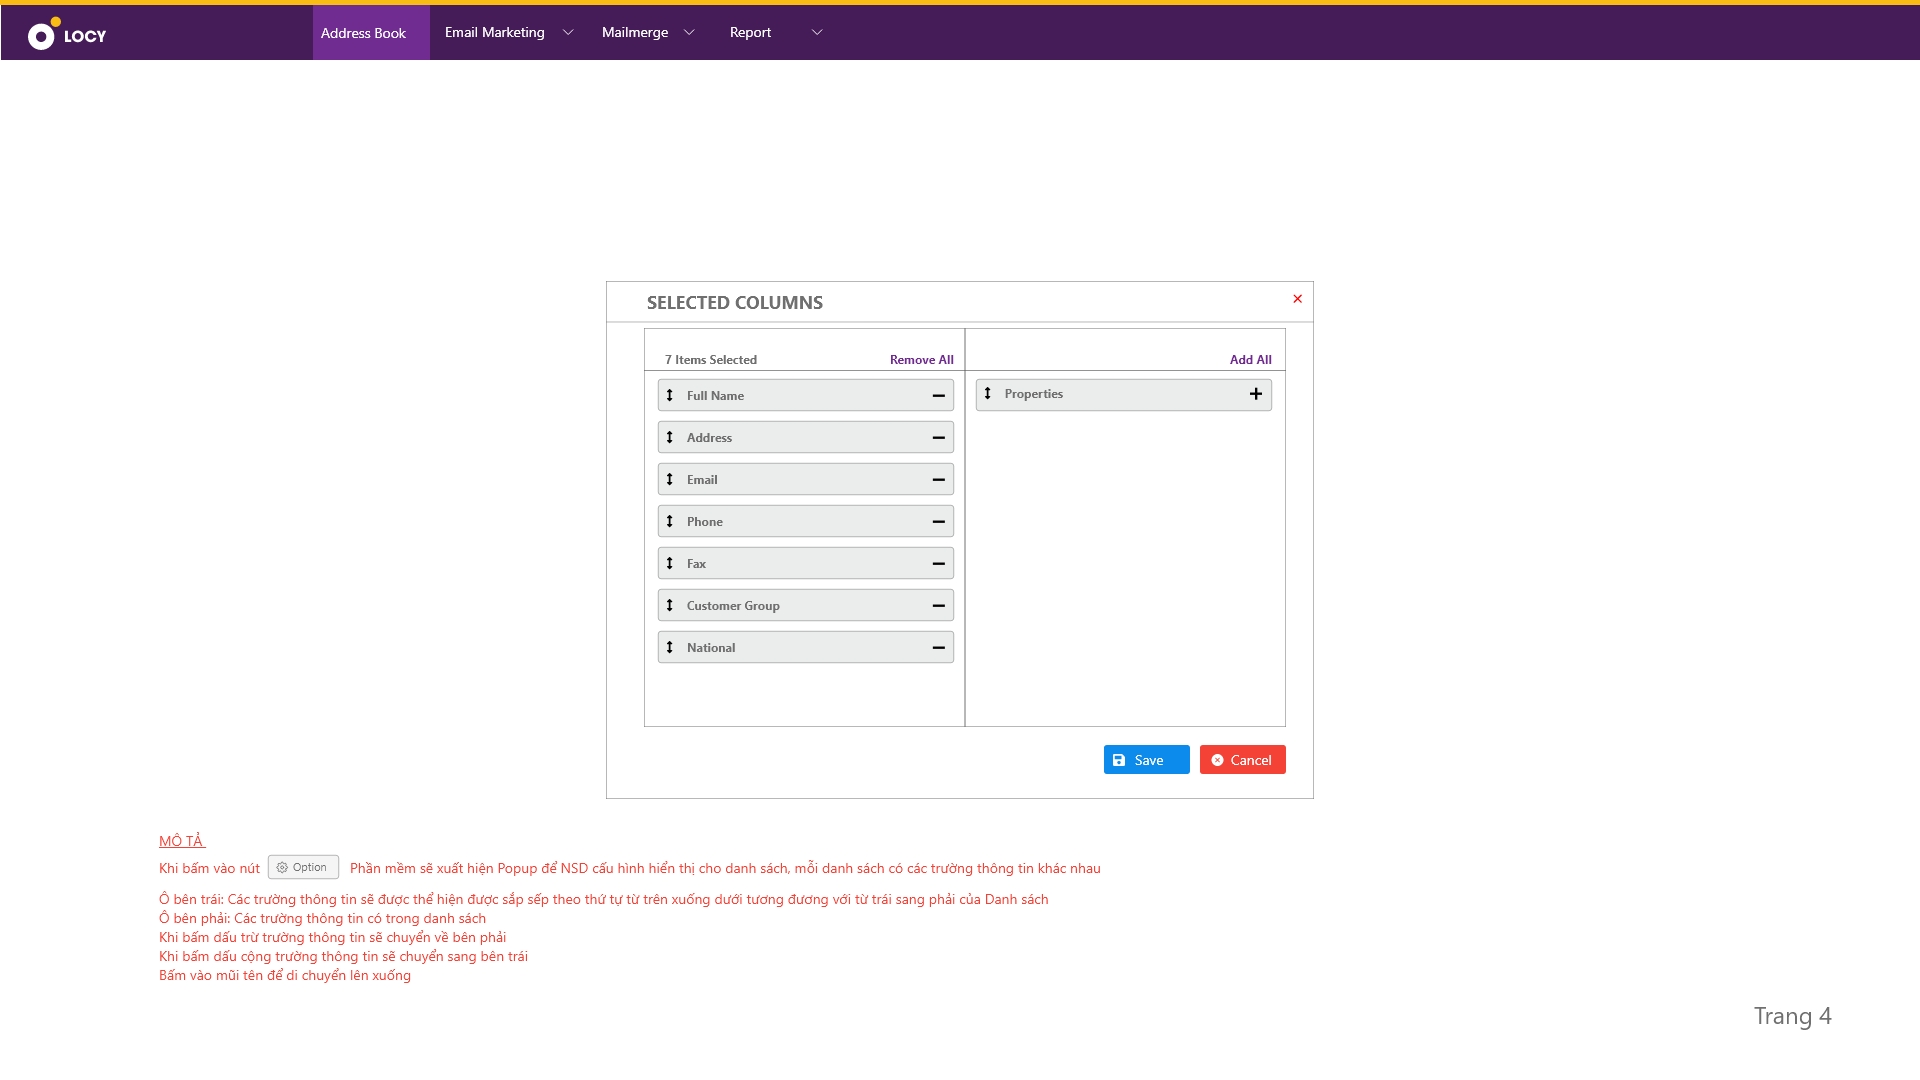 LOCY
Address Book
Email Marketing
Mailmerge
Report
SELECTED COLUMNS
7 Items Selected
Remove All
Add All
Full Name
Properties
Address
Email
Phone
Fax
Customer Group
National
Save
Cancel
MÔ TẢ
Khi bấm vào nút Option Phần mềm sẽ xuất hiện Popup để NSD cấu hình hiển thị cho danh sách, mỗi danh sách có các trường thông tin khác nhau
Ô bên trái: Các trường thông tin sẽ được thể hiện được sắp sếp theo thứ tự từ trên xuống dưới tương đương với từ trái sang phải của Danh sách
Ô bên phải: Các trường thông tin có trong danh sách
Khi bấm dấu trừ trường thông tin sẽ chuyển về bên phải
Khi bấm dấu cộng trường thông tin sẽ chuyển sang bên trái
Bấm vào mũi tên để di chuyển lên xuống
Trang 4